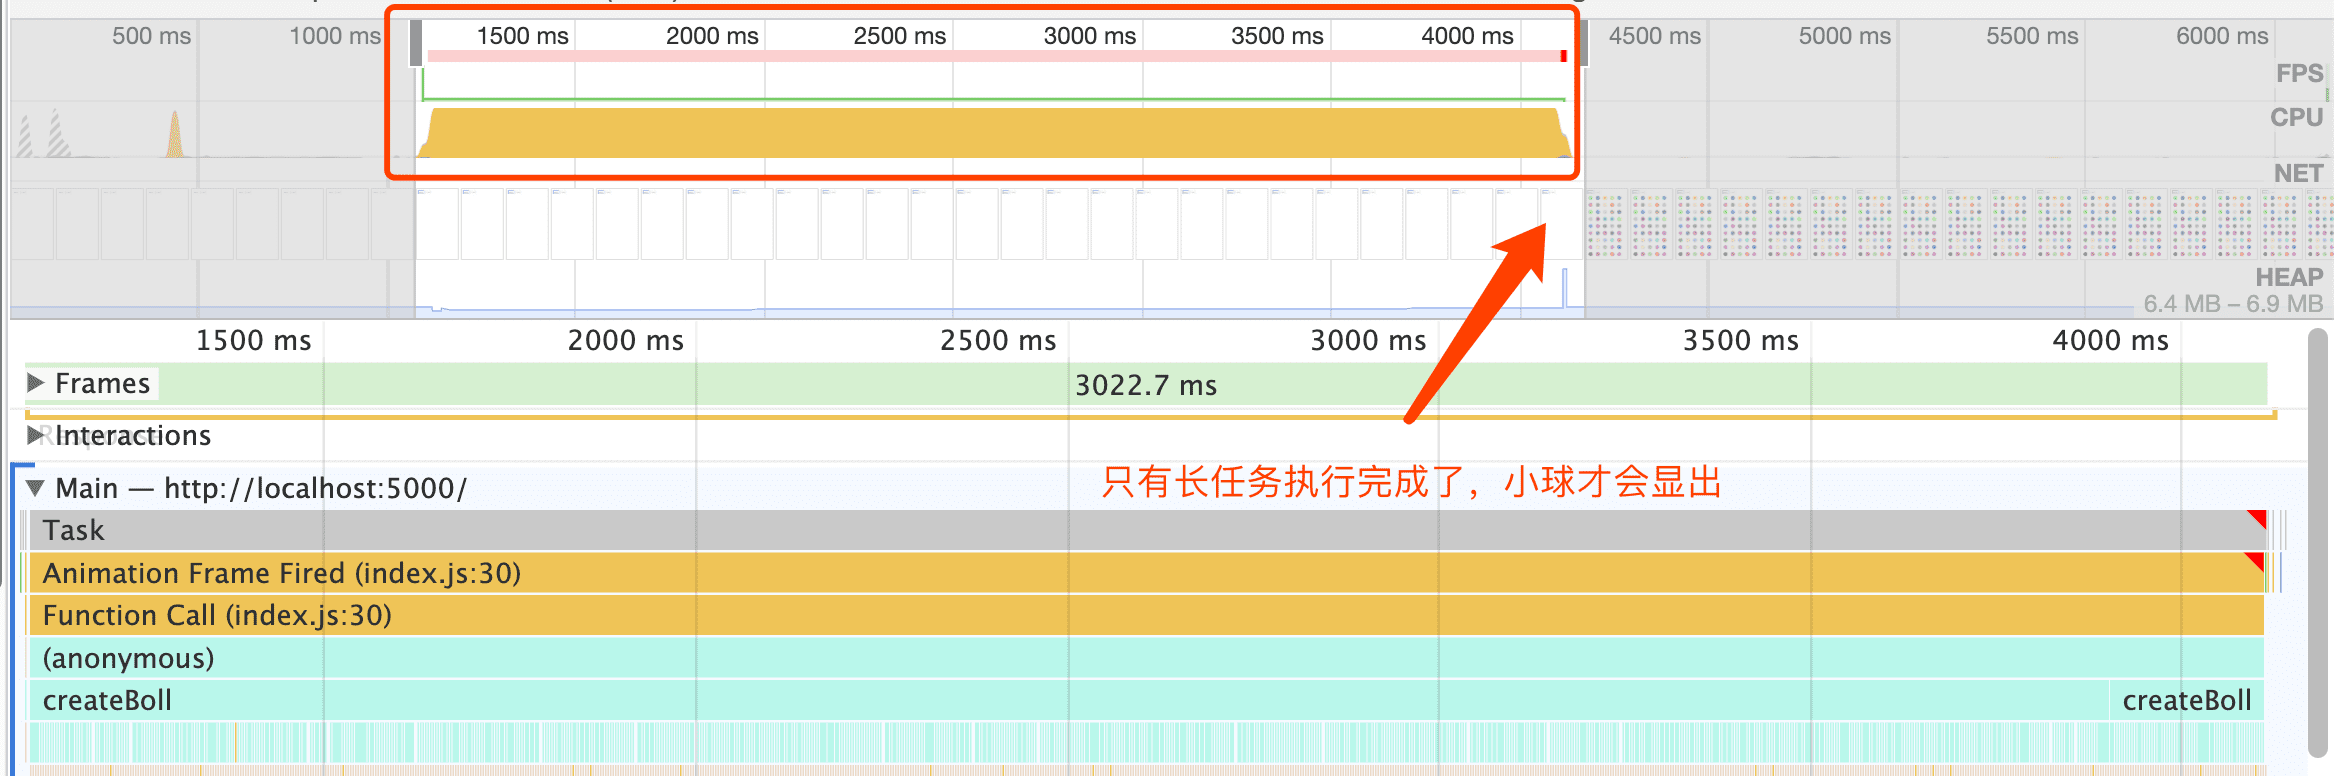 500 ms 1000 ms 1500 ms 2000 ms 2500 ms 3000 ms 3500 ms 4000 ms 4500 ms 5000 ms 5500 ms 6000 ms
FPS
CPU
NET
HEAP
6.4 MB – 6.9 MB
1500 ms 2000 ms 2500 ms 3000 ms 3500 ms 4000 ms
Frames 3022.7 ms
Interactions
只有长任务执行完成了，小球才会显出
Main — http://localhost:5000/
Task
Animation Frame Fired (index.js:30)
Function Call (index.js:30)
(anonymous)
createBoll createBoll